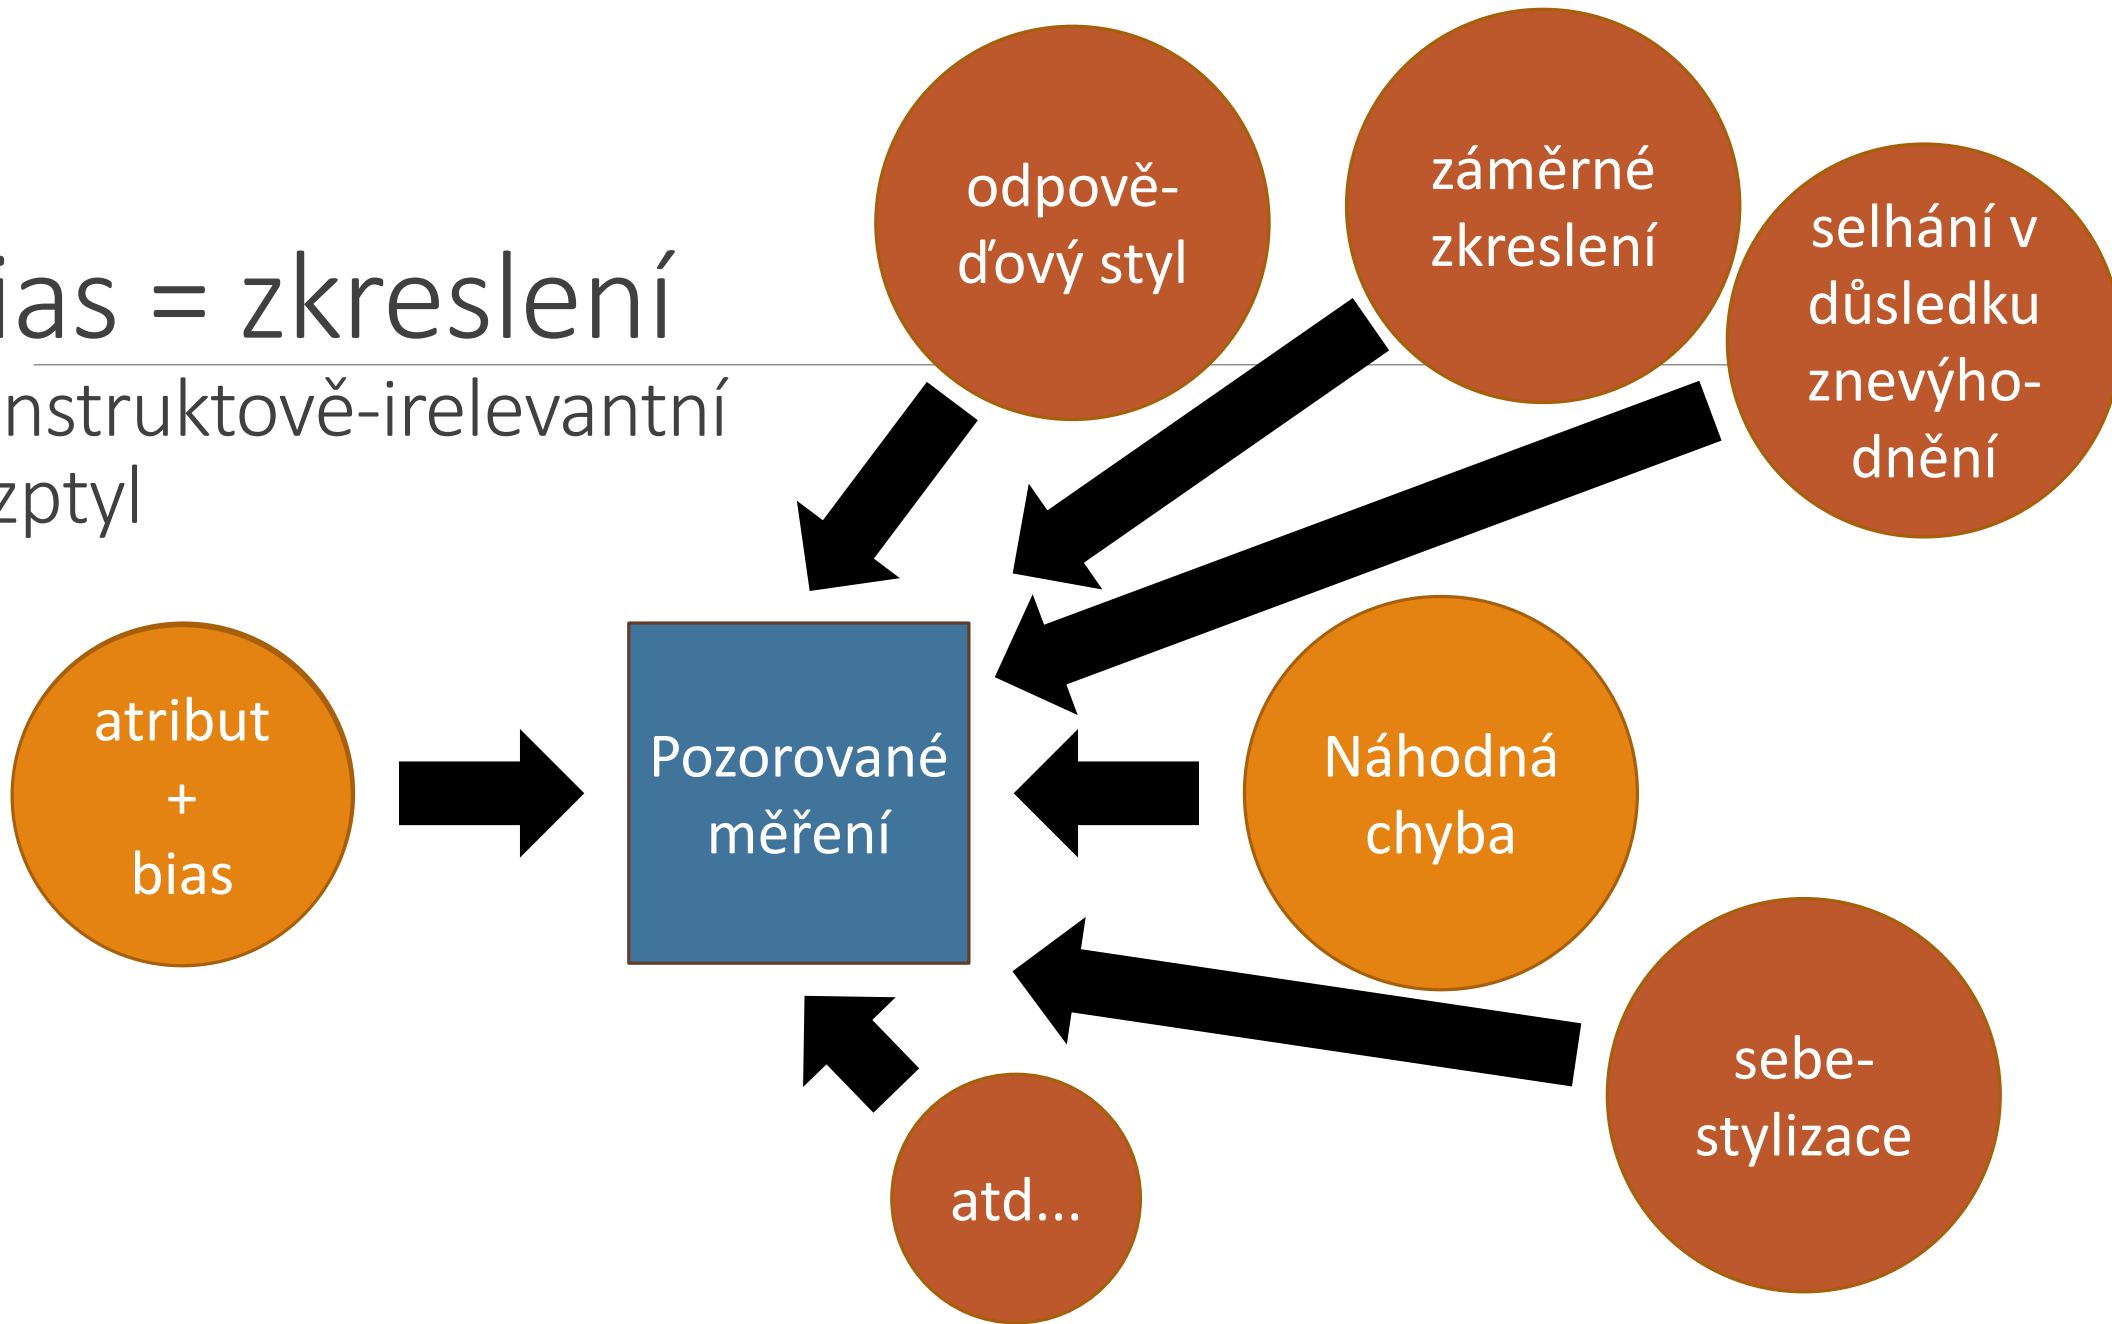 ias = zkreslení
nstruktově-irelevantní
zptyl
odpově-
ďový styl
záměrné
zkreslení
selhání v
důsledku
znevýho-
dnění
atribut
+
bias
Pozorované
měření
Náhodná
chyba
sebe-
stylizace
atd...